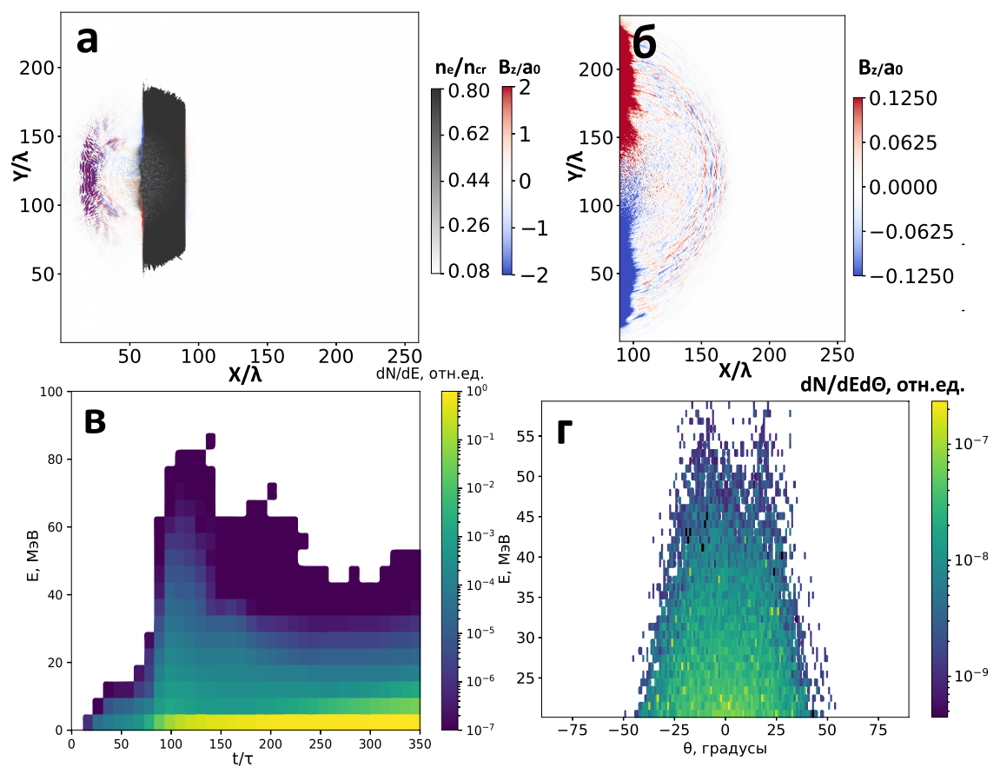 а
nₑ/ncr Bz/a0
0.80
0.62
0.44
0.26
0.08
2
1
0
−1
−2
Y/λ
200
150
100
50
50 100 150 200 250
X/λ
б
Bz/a0
0.1250
0.0625
0.0000
−0.0625
−0.1250
Y/λ
200
150
100
50
100 150 200 250
X/λ
dN/dE, отн.ед.
в
E, МэВ
100
80
60
40
20
0
0 50 100 150 200 250 300 350
t/τ
10⁰
10⁻¹
10⁻²
10⁻³
10⁻⁴
10⁻⁵
10⁻⁶
10⁻⁷
dN/dEdΘ, отн.ед.
г
E, МэВ
55
50
45
40
35
30
25
−75 −50 −25 0 25 50 75
θ, градусы
10⁻⁷
10⁻⁸
10⁻⁹